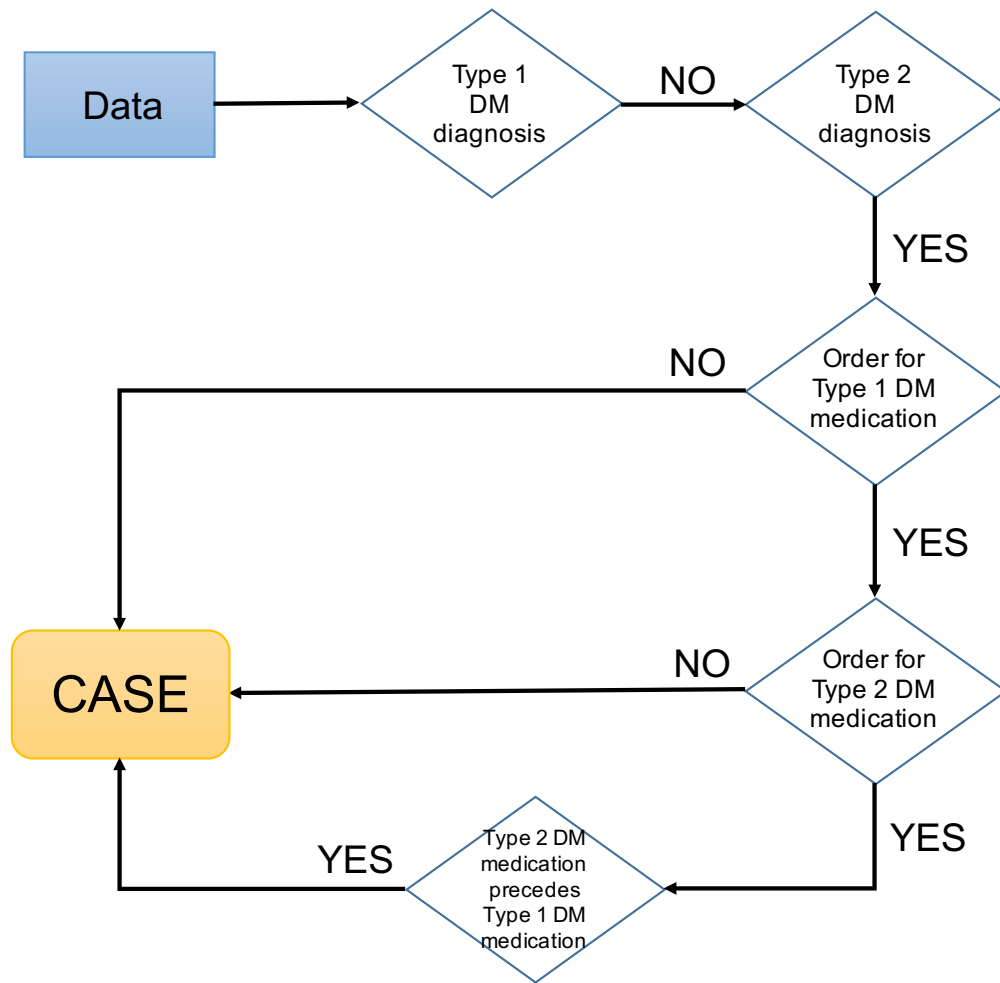 Data
Type 1
DM
diagnosis
NO
Type 2
DM
diagnosis
YES
NO
Order for
Type 1 DM
medication
YES
CASE
NO
Order for
Type 2 DM
medication
YES
YES
Type 2 DM
medication
precedes
Type 1 DM
medication